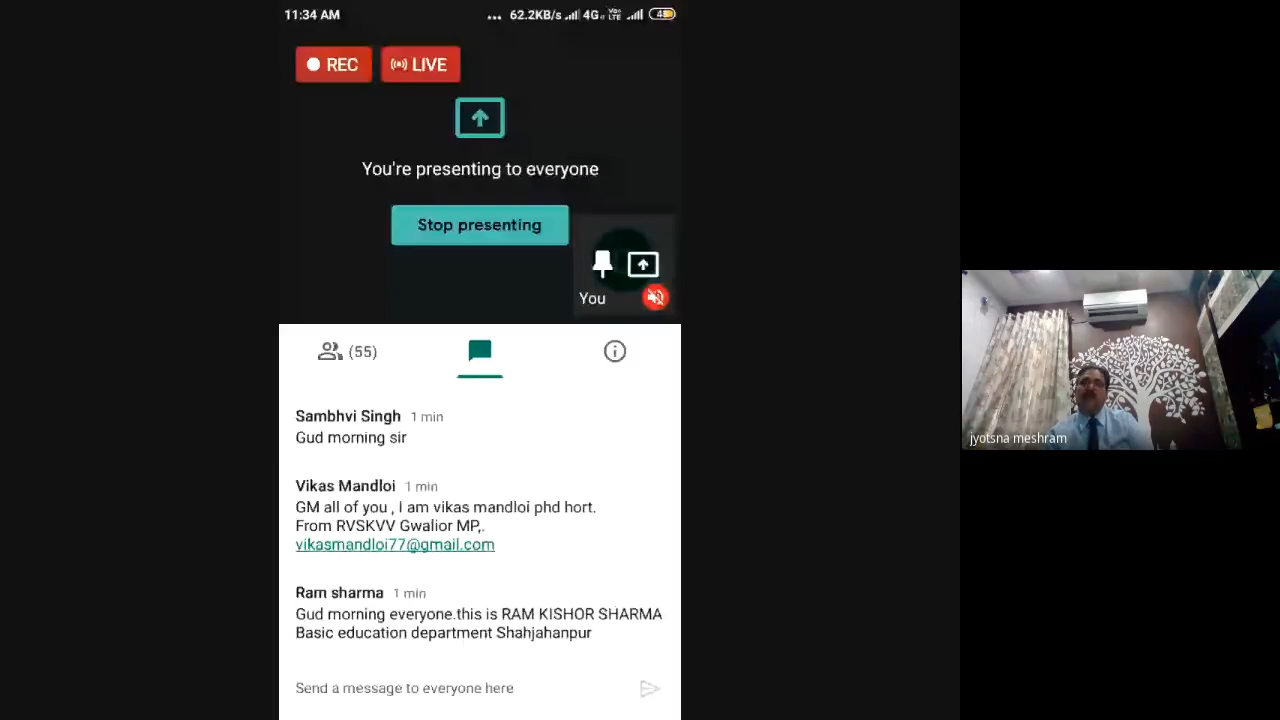 11:34 AM
62.2KB/s 4G Vo LTE
REC LIVE
You're presenting to everyone
Stop presenting
You
(55)
Sambhvi Singh 1 min
Gud morning sir
Vikas Mandloi 1 min
GM all of you , I am vikas mandloi phd hort.
From RVSKVV Gwalior MP,.
vikasmandloi77@gmail.com
Ram sharma 1 min
Gud morning everyone.this is RAM KISHOR SHARMA
Basic education department Shahjahanpur
Send a message to everyone here
jyotsna meshram